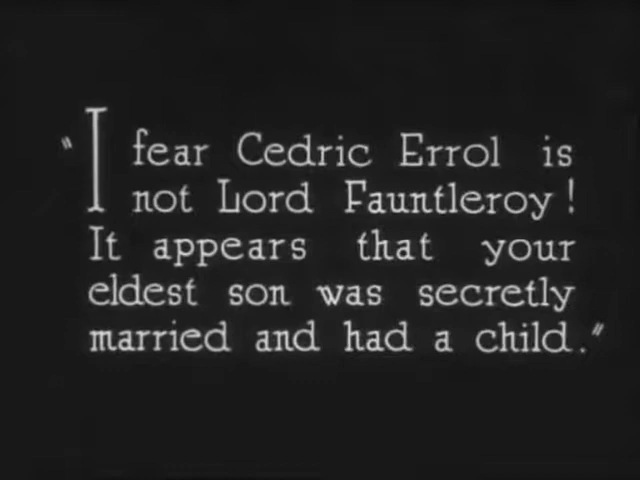 "I fear Cedric Errol is
not Lord Fauntleroy!
It appears that your
eldest son was secretly
married and had a child."